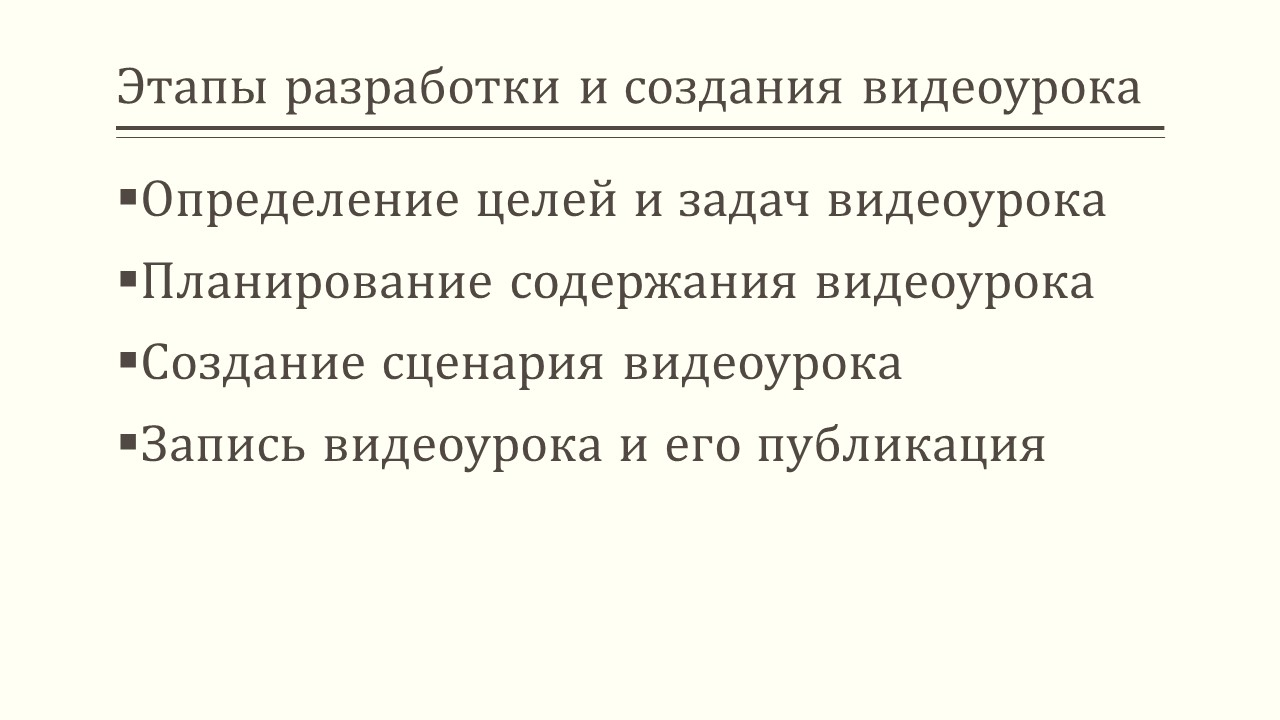 Этапы разработки и создания видеоурока
▪Определение целей и задач видеоурока
▪Планирование содержания видеоурока
▪Создание сценария видеоурока
▪Запись видеоурока и его публикация